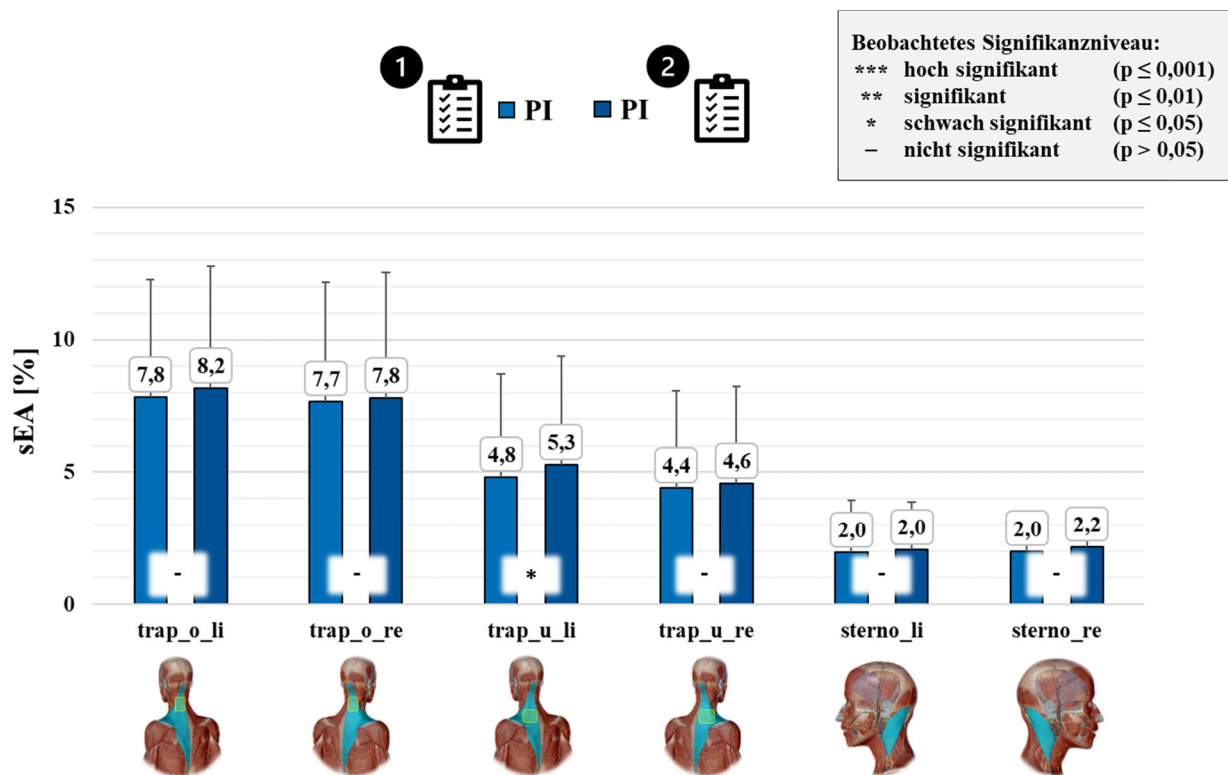 Beobachtetes Signifikanzniveau:
*** hoch signifikant (p ≤ 0,001)
** signifikant (p ≤ 0,01)
* schwach signifikant (p ≤ 0,05)
– nicht signifikant (p > 0,05)
1 PI PI 2
sEA [%]
15
10
5
0
7,8 8,2 7,7 7,8 4,8 5,3 4,4 4,6 2,0 2,0 2,0 2,2
- - * - - -
trap_o_li trap_o_re trap_u_li trap_u_re sterno_li sterno_re